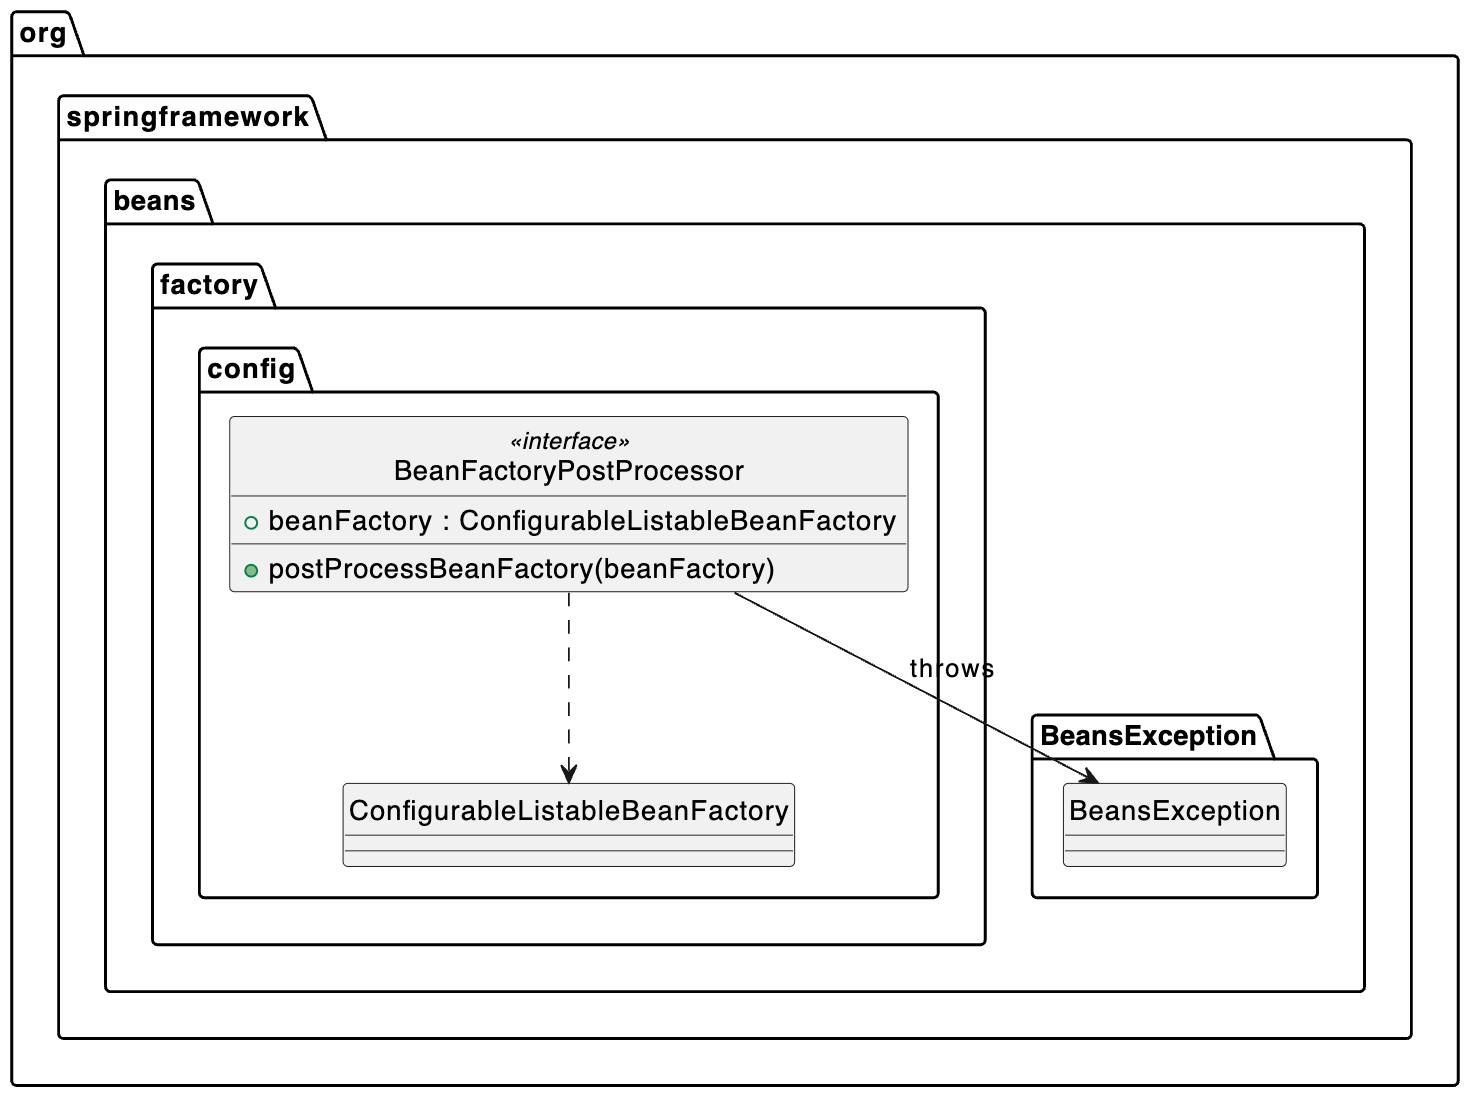 org
springframework
beans
factory
config
«interface»
BeanFactoryPostProcessor
beanFactory : ConfigurableListableBeanFactory
postProcessBeanFactory(beanFactory)
throws
BeansException
ConfigurableListableBeanFactory
BeansException